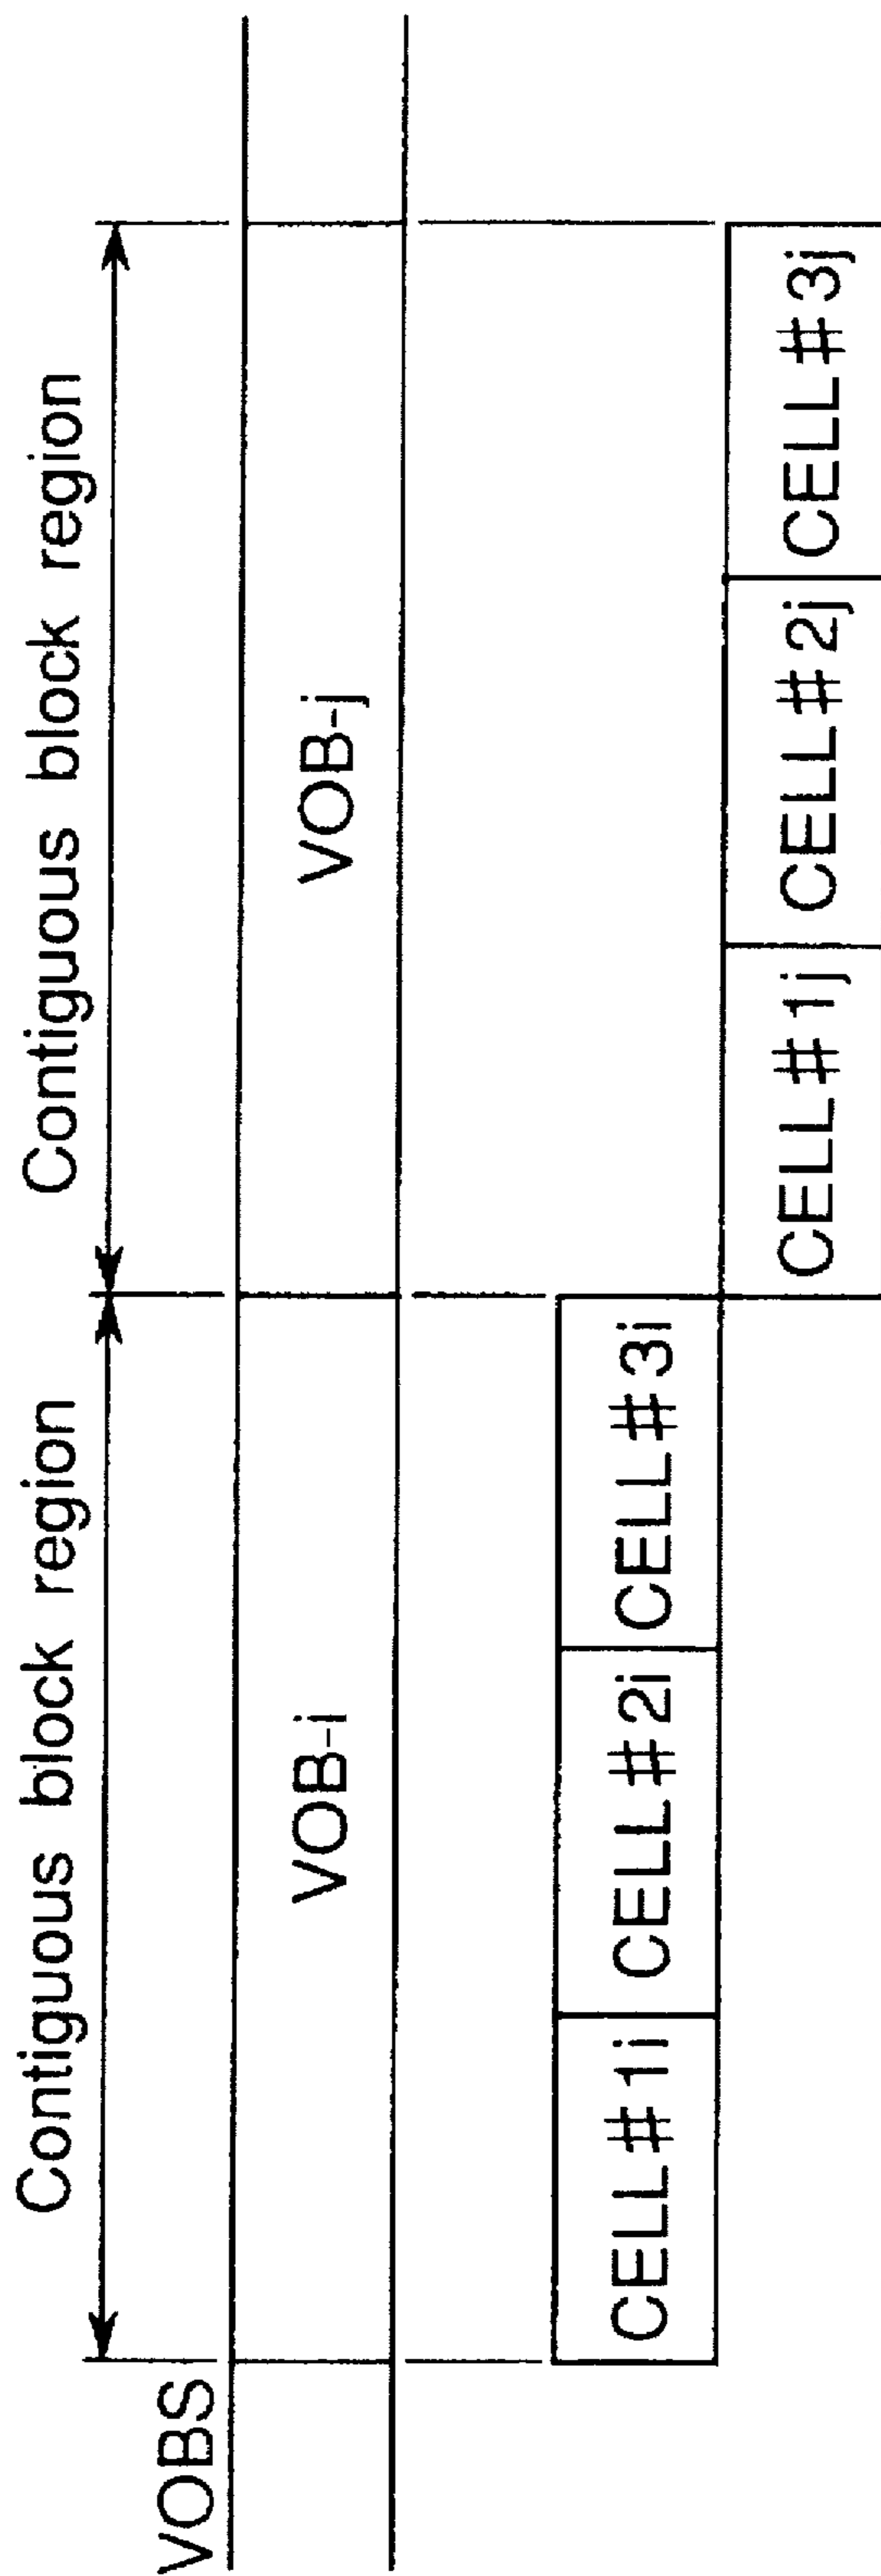 Contiguous block region Contiguous block region
VOBS
VOB-i VOB-j
CELL#1i CELL#2i CELL#3i
CELL#1j CELL#2j CELL#3j